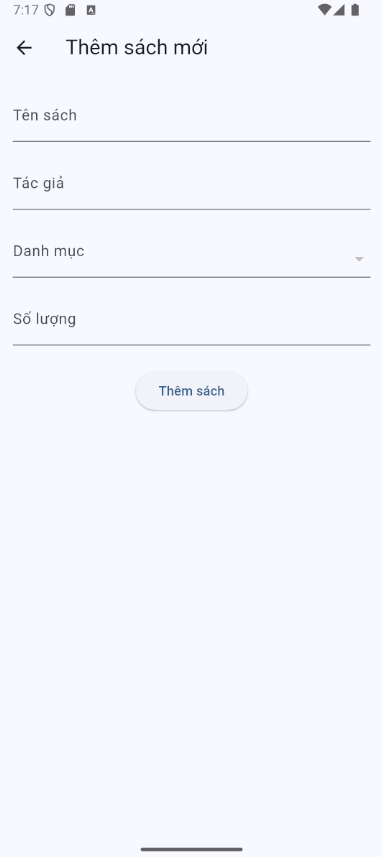 7:17
Thêm sách mới
Tên sách
Tác giả
Danh mục
Số lượng
Thêm sách